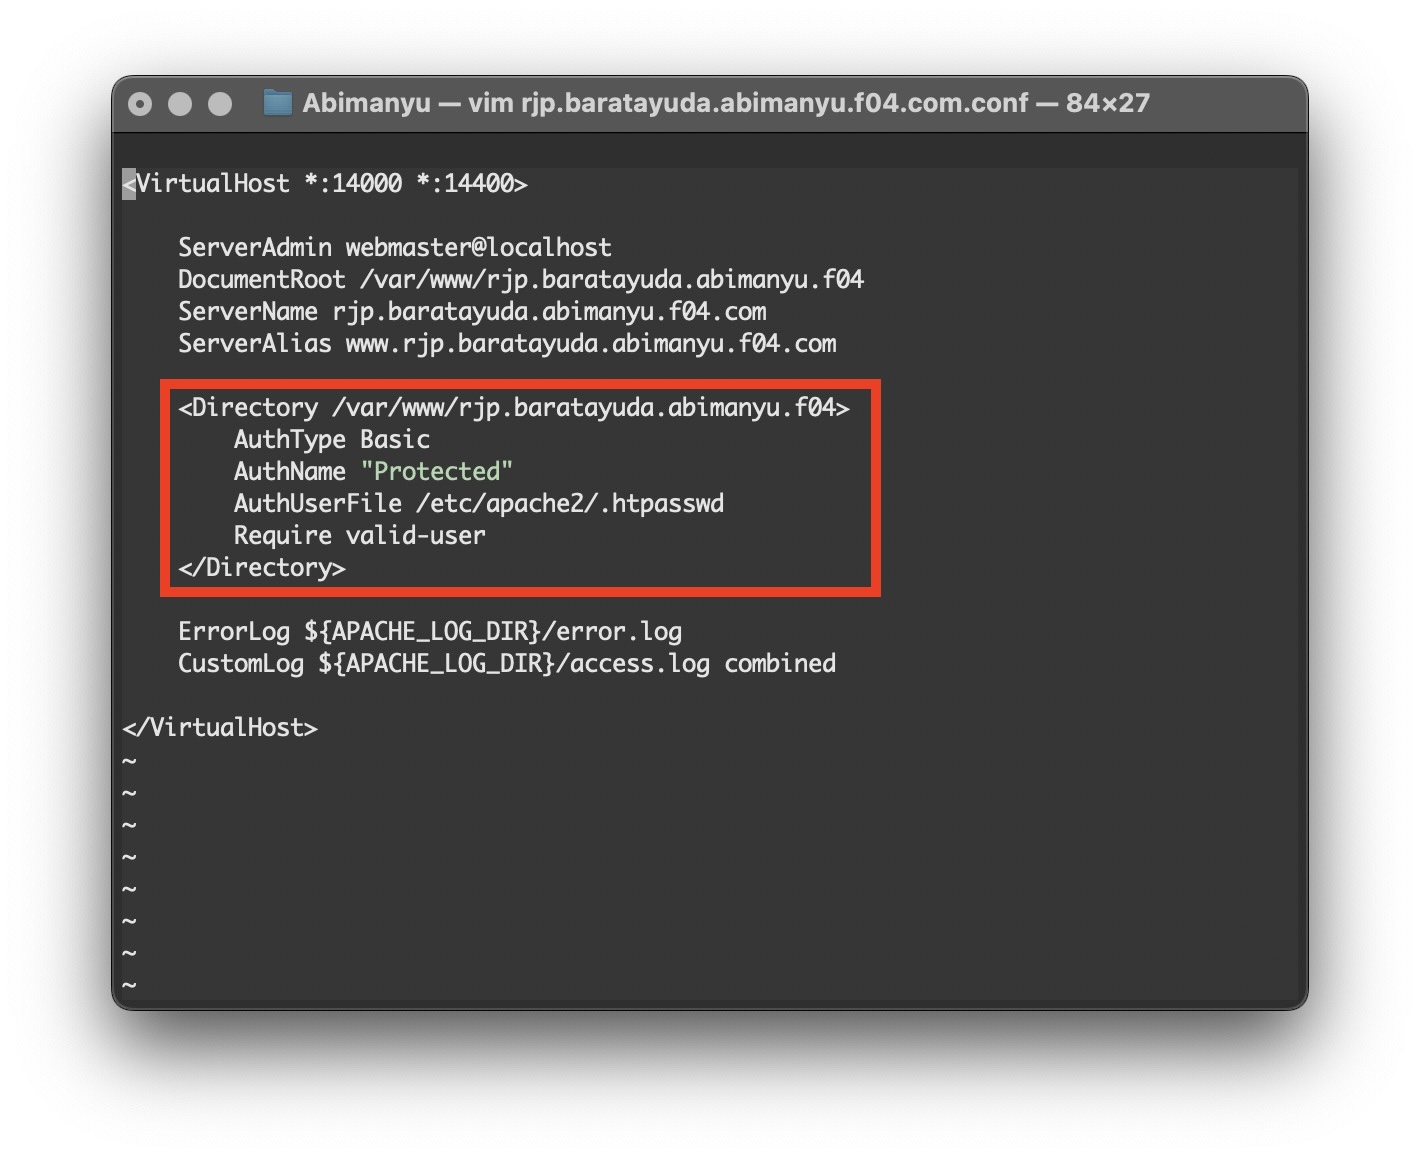 Abimanyu — vim rjp.baratayuda.abimanyu.f04.com.conf — 84×27
<VirtualHost *:14000 *:14400>
ServerAdmin webmaster@localhost
DocumentRoot /var/www/rjp.baratayuda.abimanyu.f04
ServerName rjp.baratayuda.abimanyu.f04.com
ServerAlias www.rjp.baratayuda.abimanyu.f04.com
<Directory /var/www/rjp.baratayuda.abimanyu.f04>
AuthType Basic
AuthName "Protected"
AuthUserFile /etc/apache2/.htpasswd
Require valid-user
</Directory>
ErrorLog ${APACHE_LOG_DIR}/error.log
CustomLog ${APACHE_LOG_DIR}/access.log combined
</VirtualHost>
~
~
~
~
~
~
~
~